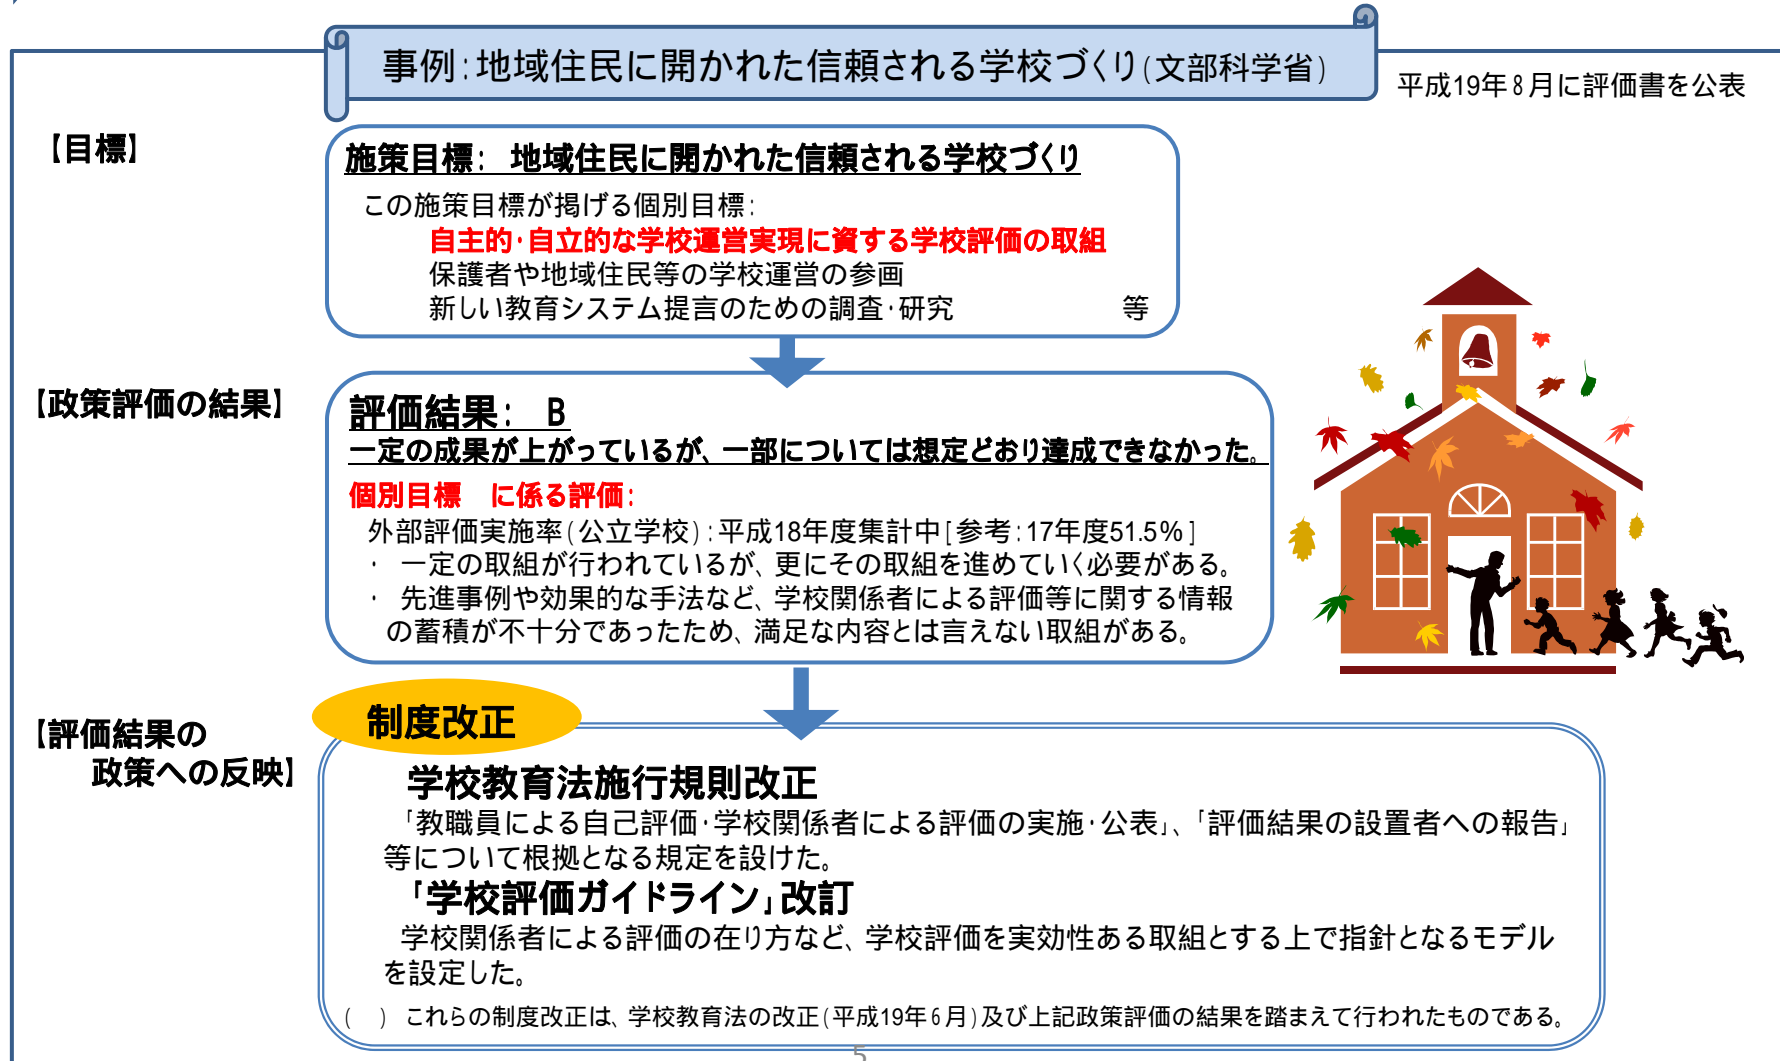 事例:地域住民に開かれた信頼される学校づくり(文部科学省)
平成19年8月に評価書を公表
【目標】
施策目標: 地域住民に開かれた信頼される学校づくり
この施策目標が掲げる個別目標:
自主的・自立的な学校運営実現に資する学校評価の取組
保護者や地域住民等の学校運営の参画
新しい教育システム提言のための調査・研究 等
【政策評価の結果】
評価結果: B
一定の成果が上がっているが、一部については想定どおり達成できなかった。
個別目標 に係る評価:
外部評価実施率(公立学校):平成18年度集計中[参考:17年度51.5%]
・ 一定の取組が行われているが、更にその取組を進めていく必要がある。
・ 先進事例や効果的な手法など、学校関係者による評価等に関する情報
の蓄積が不十分であったため、満足な内容とは言えない取組がある。
【評価結果の
政策への反映】
制度改正
学校教育法施行規則改正
「教職員による自己評価・学校関係者による評価の実施・公表」、「評価結果の設置者への報告」
等について根拠となる規定を設けた。
「学校評価ガイドライン」改訂
学校関係者による評価の在り方など、学校評価を実効性ある取組とする上で指針となるモデル
を設定した。
( ) これらの制度改正は、学校教育法の改正(平成19年6月)及び上記政策評価の結果を踏まえて行われたものである。
5